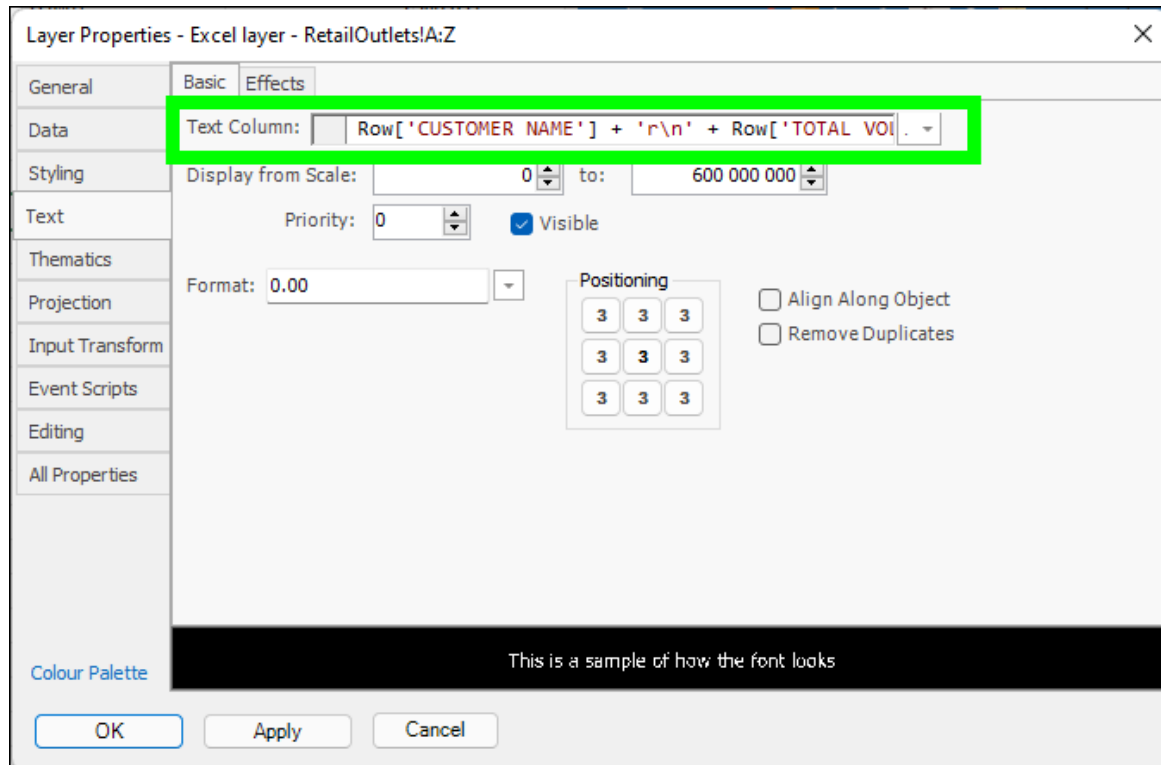 Layer Properties - Excel layer - RetailOutlets!A:Z
General
Data
Styling
Text
Thematics
Projection
Input Transform
Event Scripts
Editing
All Properties
Colour Palette
Basic Effects
Text Column: Row['CUSTOMER NAME'] + 'r\n' + Row['TOTAL VOL .
Display from Scale: 0 to: 600 000 000
Priority: 0 Visible
Format: 0.00
Positioning
3 3 3
3 3 3
3 3 3
Align Along Object
Remove Duplicates
This is a sample of how the font looks
OK Apply Cancel